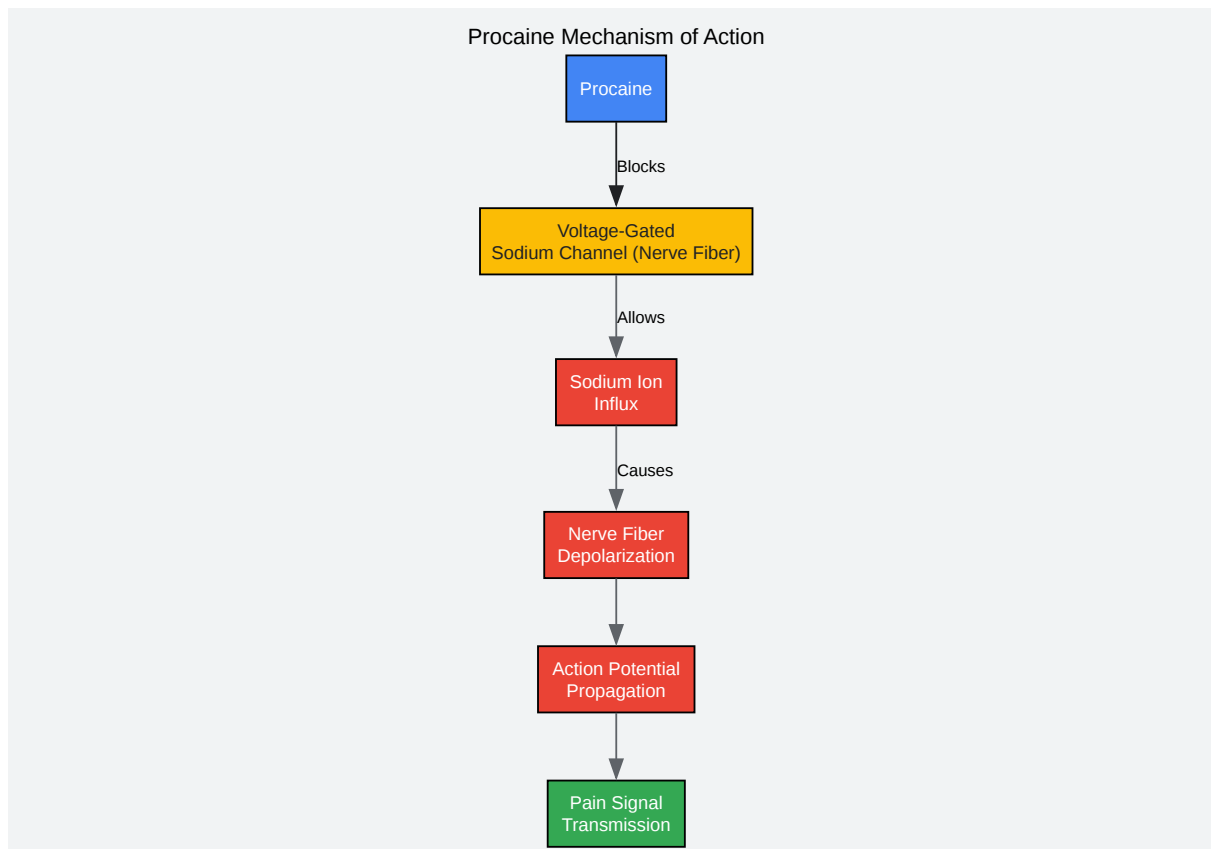 Procaine Mechanism of Action
Procaine
Blocks
Voltage-Gated
Sodium Channel (Nerve Fiber)
Allows
Sodium Ion
Influx
Causes
Nerve Fiber
Depolarization
Action Potential
Propagation
Pain Signal
Transmission